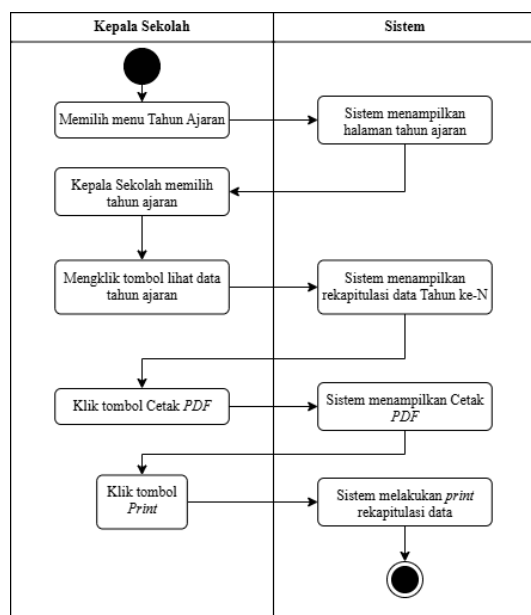 Kepala Sekolah
Sistem
Memilih menu Tahun Ajaran
Sistem menampilkan
halaman tahun ajaran
Kepala Sekolah memilih
tahun ajaran
Mengklik tombol lihat data
tahun ajaran
Sistem menampilkan
rekapitulasi data Tahun ke-N
Klik tombol Cetak PDF
Sistem menampilkan Cetak
PDF
Klik tombol
Print
Sistem melakukan print
rekapitulasi data